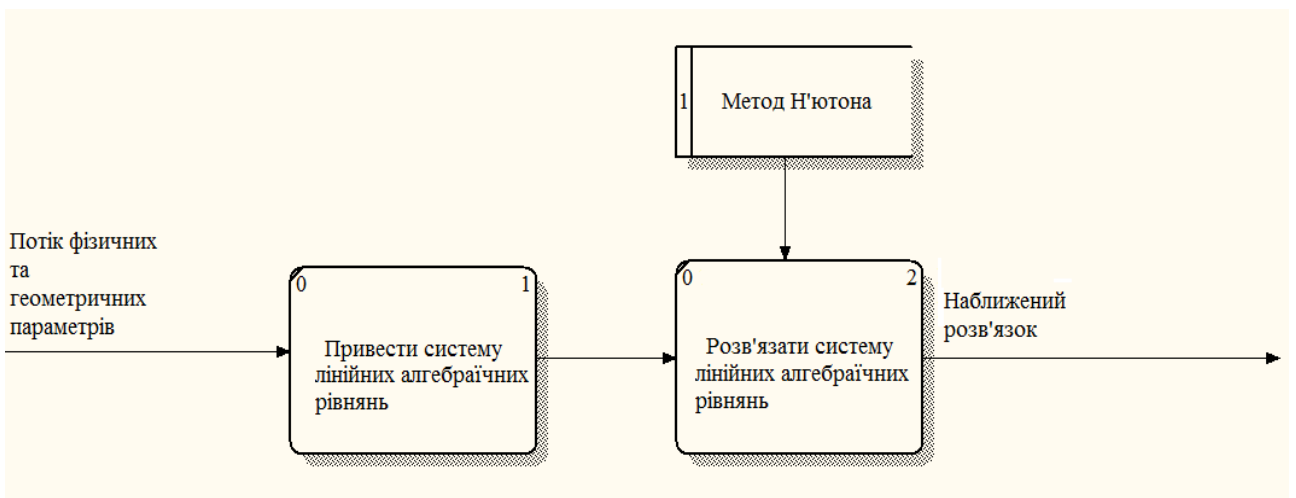 1
Метод Н'ютона
Потік фізичних
та
геометричних
параметрів
0 1
Привести систему
лінійних алгебраїчних
рівнянь
0 2
Розв'язати систему
лінійних алгебраїчних
рівнянь
Наближений
розв'язок